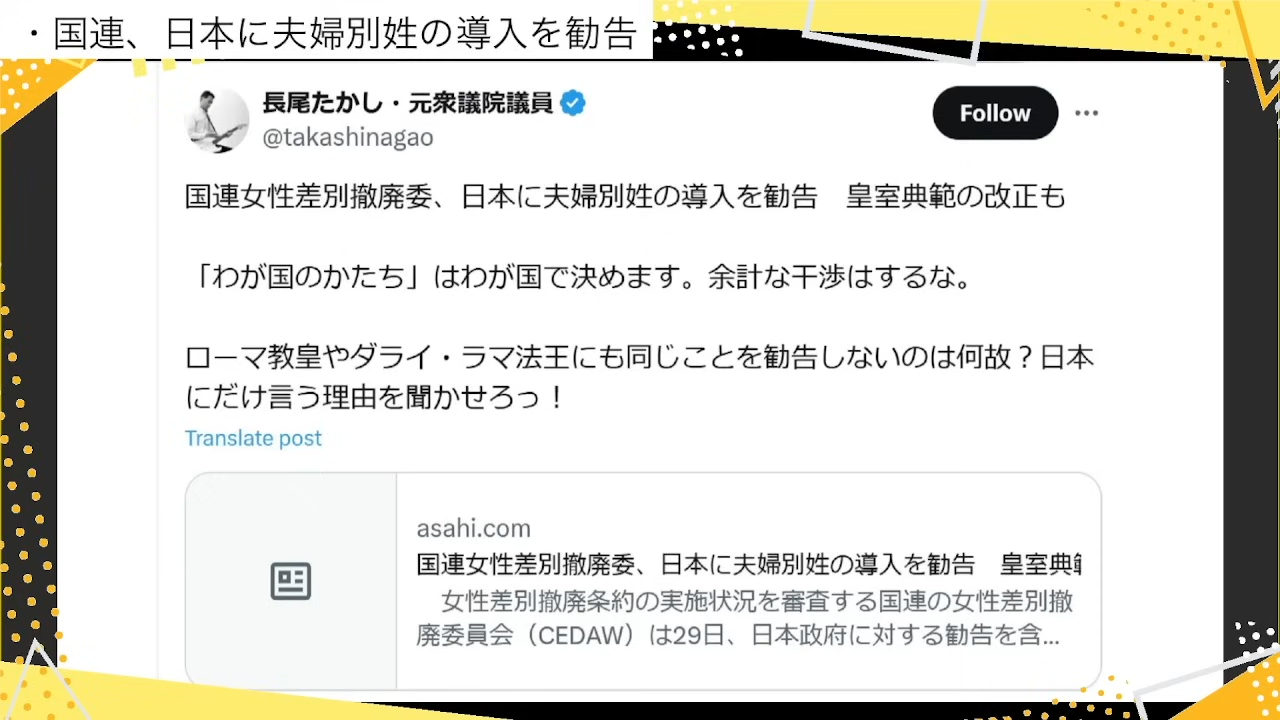 ・国連、日本に夫婦別姓の導入を勧告
長尾たかし・元衆議院議員
@takashinagao
Follow
国連女性差別撤廃委、日本に夫婦別姓の導入を勧告　皇室典範の改正も
「わが国のかたち」はわが国で決めます。余計な干渉はするな。
ローマ教皇やダライ・ラマ法王にも同じことを勧告しないのは何故？日本
にだけ言う理由を聞かせろっ！
Translate post
asahi.com
国連女性差別撤廃委、日本に夫婦別姓の導入を勧告　皇室典
女性差別撤廃条約の実施状況を審査する国連の女性差別撤
廃委員会（CEDAW）は29日、日本政府に対する勧告を含...